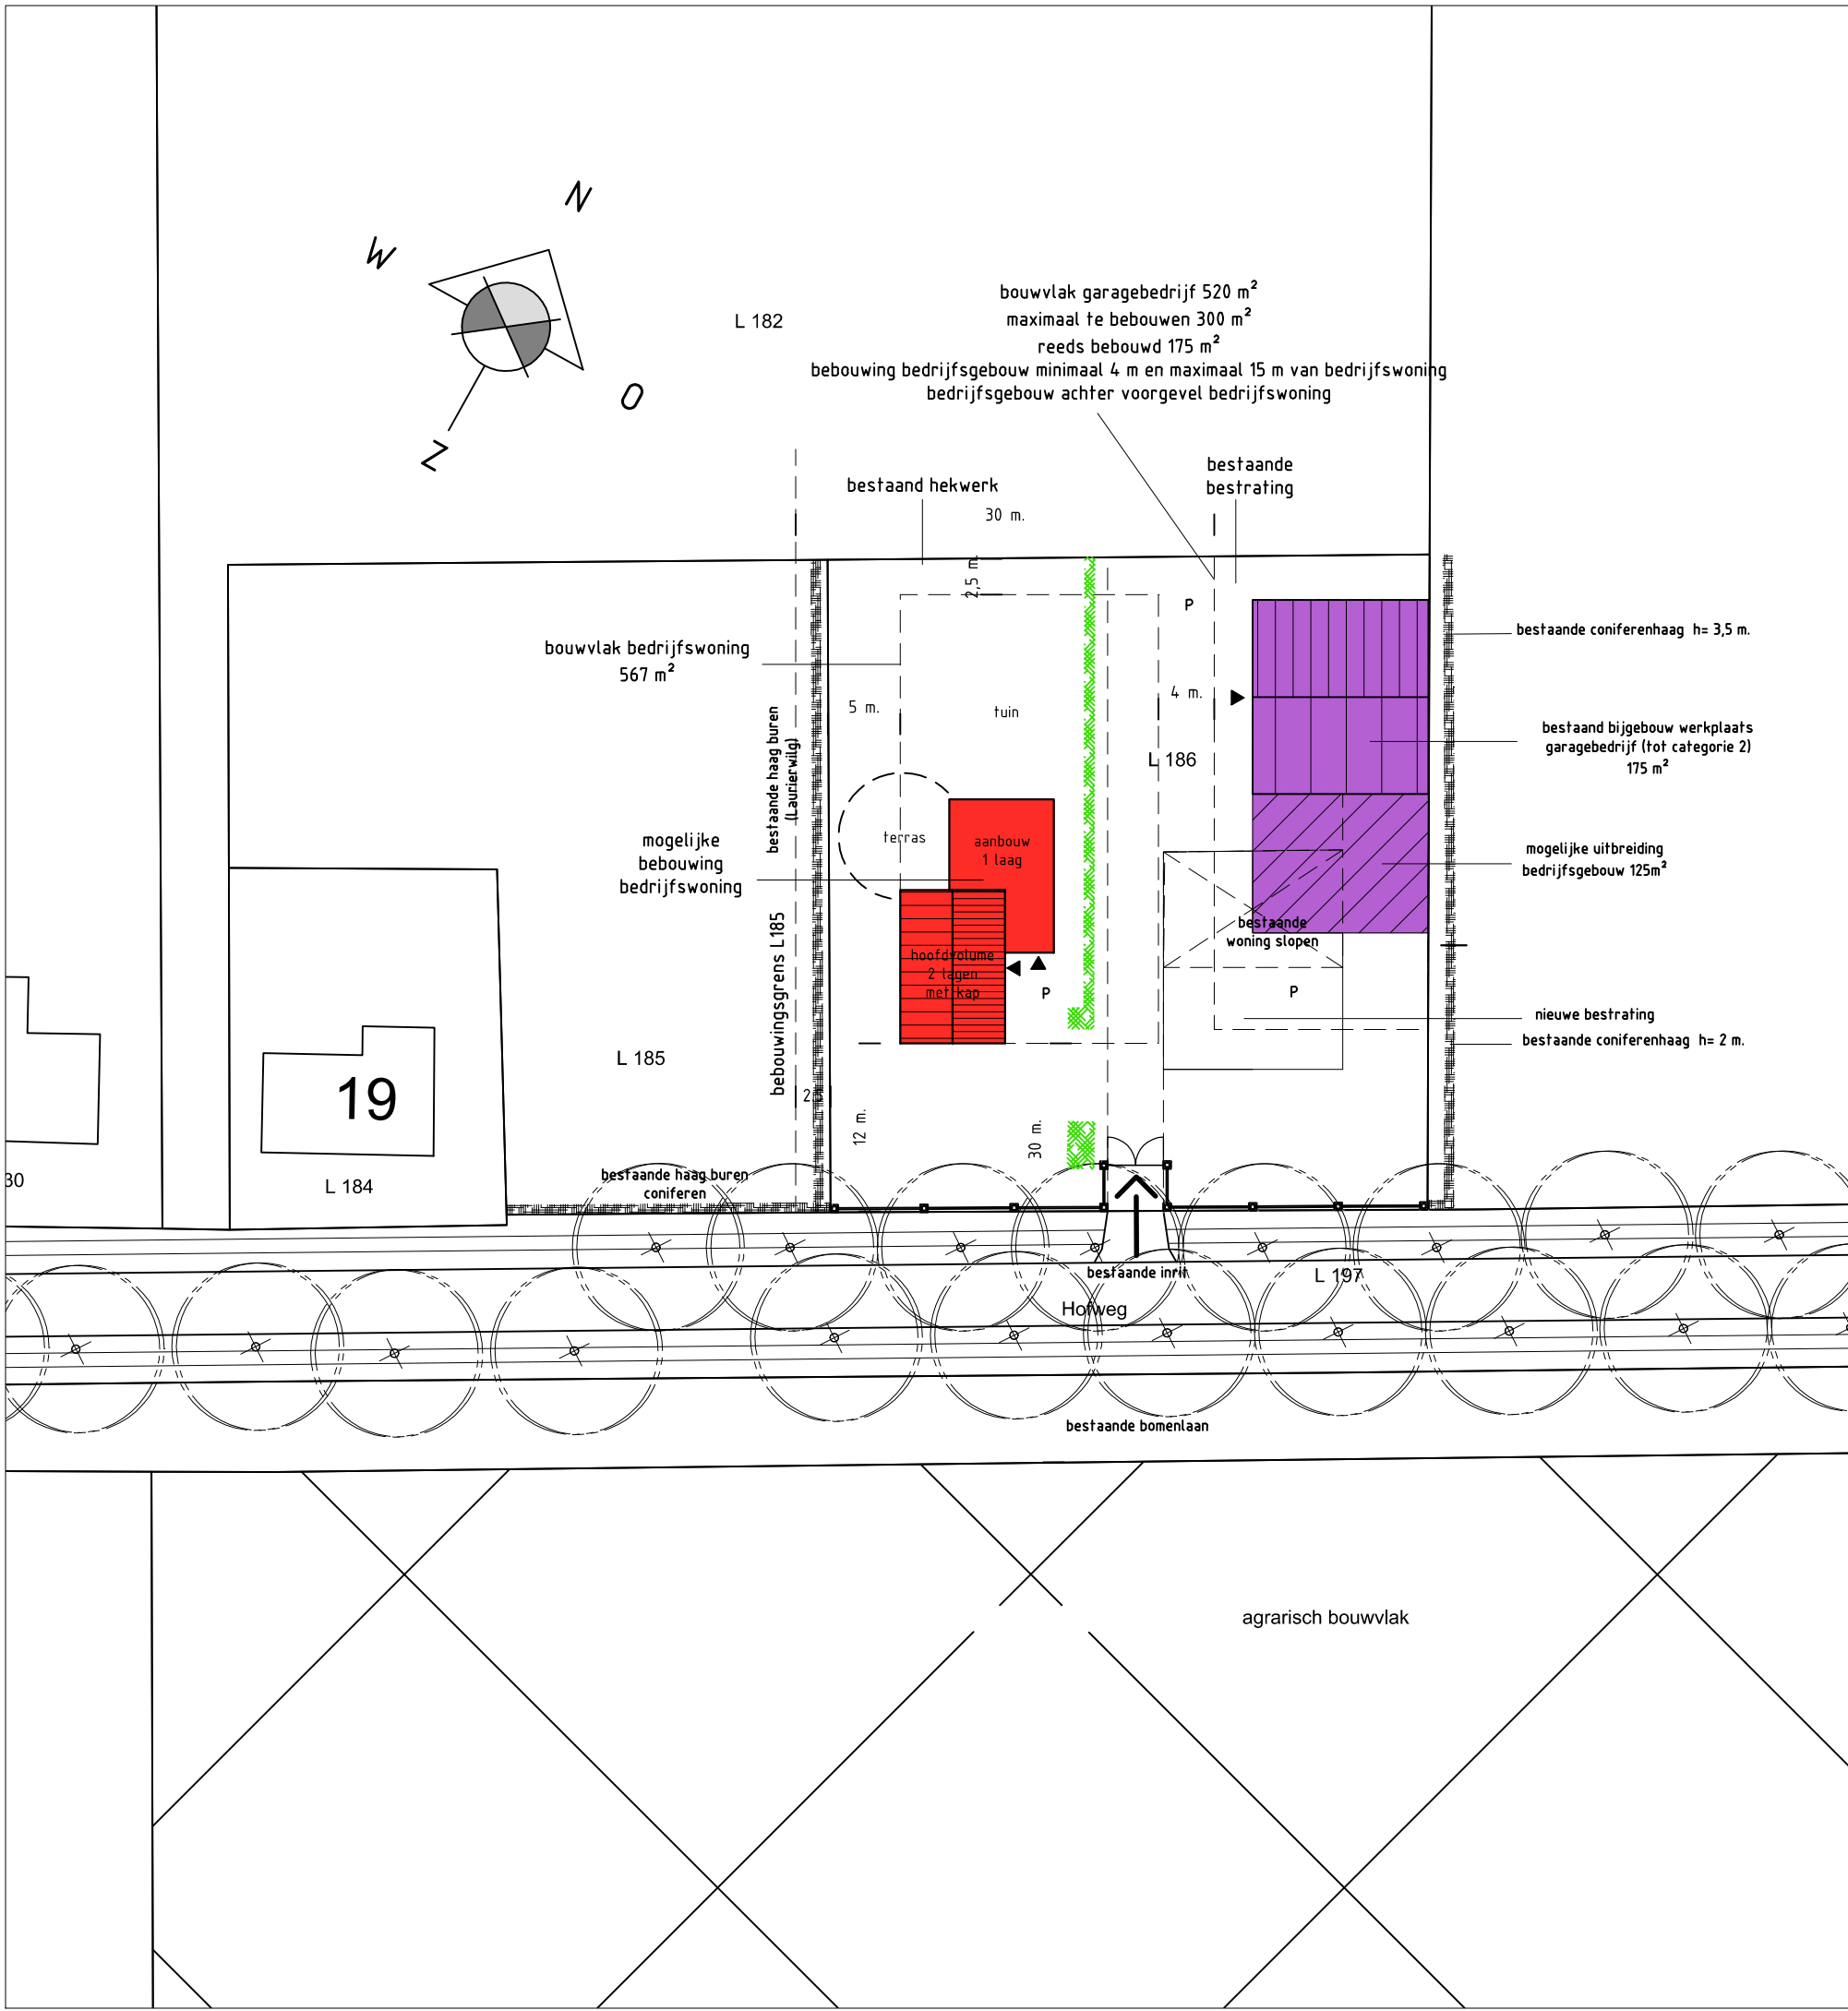 N
W
O
Z
L 182
bouwvlak garagebedrijf 520 m²
maximaal te bebouwen 300 m²
reeds bebouwd 175 m²
bebouwing bedrijfsgebouw minimaal 4 m en maximaal 15 m van bedrijfswoning
bedrijfsgebouw achter voorgevel bedrijfswoning
bestaand hekwerk
bestaande
bestrating
30 m.
2,5 m.
P
bestaande coniferenhaag h= 3,5 m.
bouwvlak bedrijfswoning
567 m²
5 m.
tuin
4 m.
L 186
bestaand bijgebouw werkplaats
garagebedrijf (tot categorie 2)
175 m²
bestaande haag buren
(Laurierwilg)
mogelijke
bebouwing
bedrijfswoning
terras
aanbouw
1 laag
mogelijke uitbreiding
bedrijfsgebouw 125m²
bestaande
woning slopen
hoofdvolume
2 lagen
met kap
P
P
nieuwe bestrating
bestaande coniferenhaag h= 2 m.
bebouwingsgrens L185
L 185
19
2,5
12 m.
30 m.
30
L 184
bestaande haag buren
coniferen
bestaande inrit
L 197
Hofweg
bestaande bomenlaan
agrarisch bouwvlak